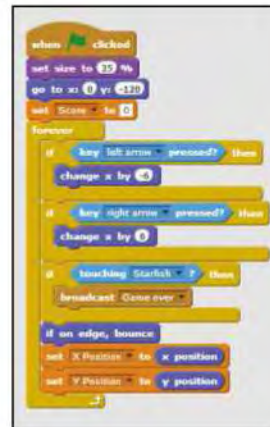 when clicked
set size to 35 %
go to x: 0 y: -120
set Score to 0
forever
if key left arrow pressed? then
change x by -6
if key right arrow pressed? then
change x by 6
if touching Starfish ? then
broadcast Game over
if on edge, bounce
set X Position to x position
set Y Position to y position